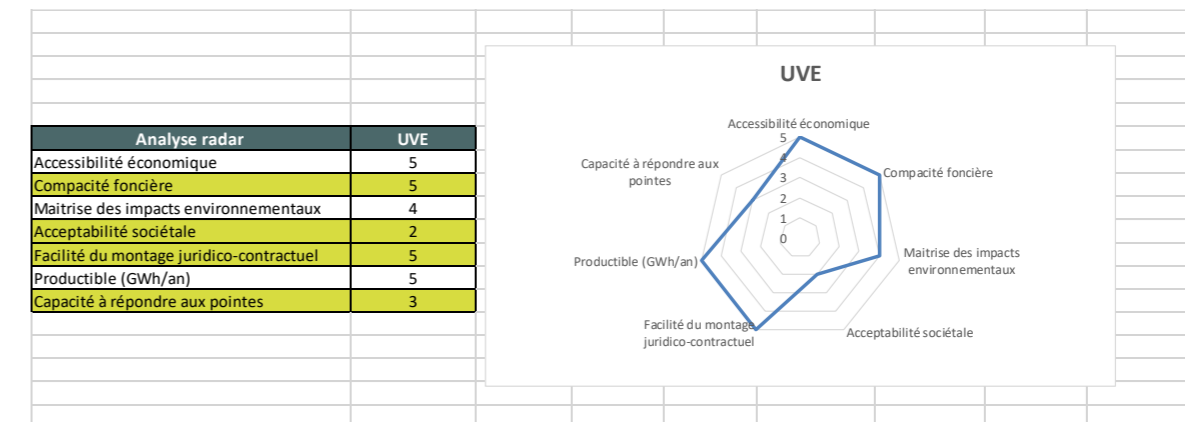 Analyse radar UVE
Accessibilité économique 5
Compacité foncière 5
Maitrise des impacts environnementaux 4
Acceptabilité sociétale 2
Facilité du montage juridico-contractuel 5
Productible (GWh/an) 5
Capacité à répondre aux pointes 3
UVE
Accessibilité économique
5
4
3
2
1
0
Compacité foncière
Maitrise des impacts
environnementaux
Acceptabilité sociétale
Facilité du montage
juridico-contractuel
Productible (GWh/an)
Capacité à répondre aux
pointes